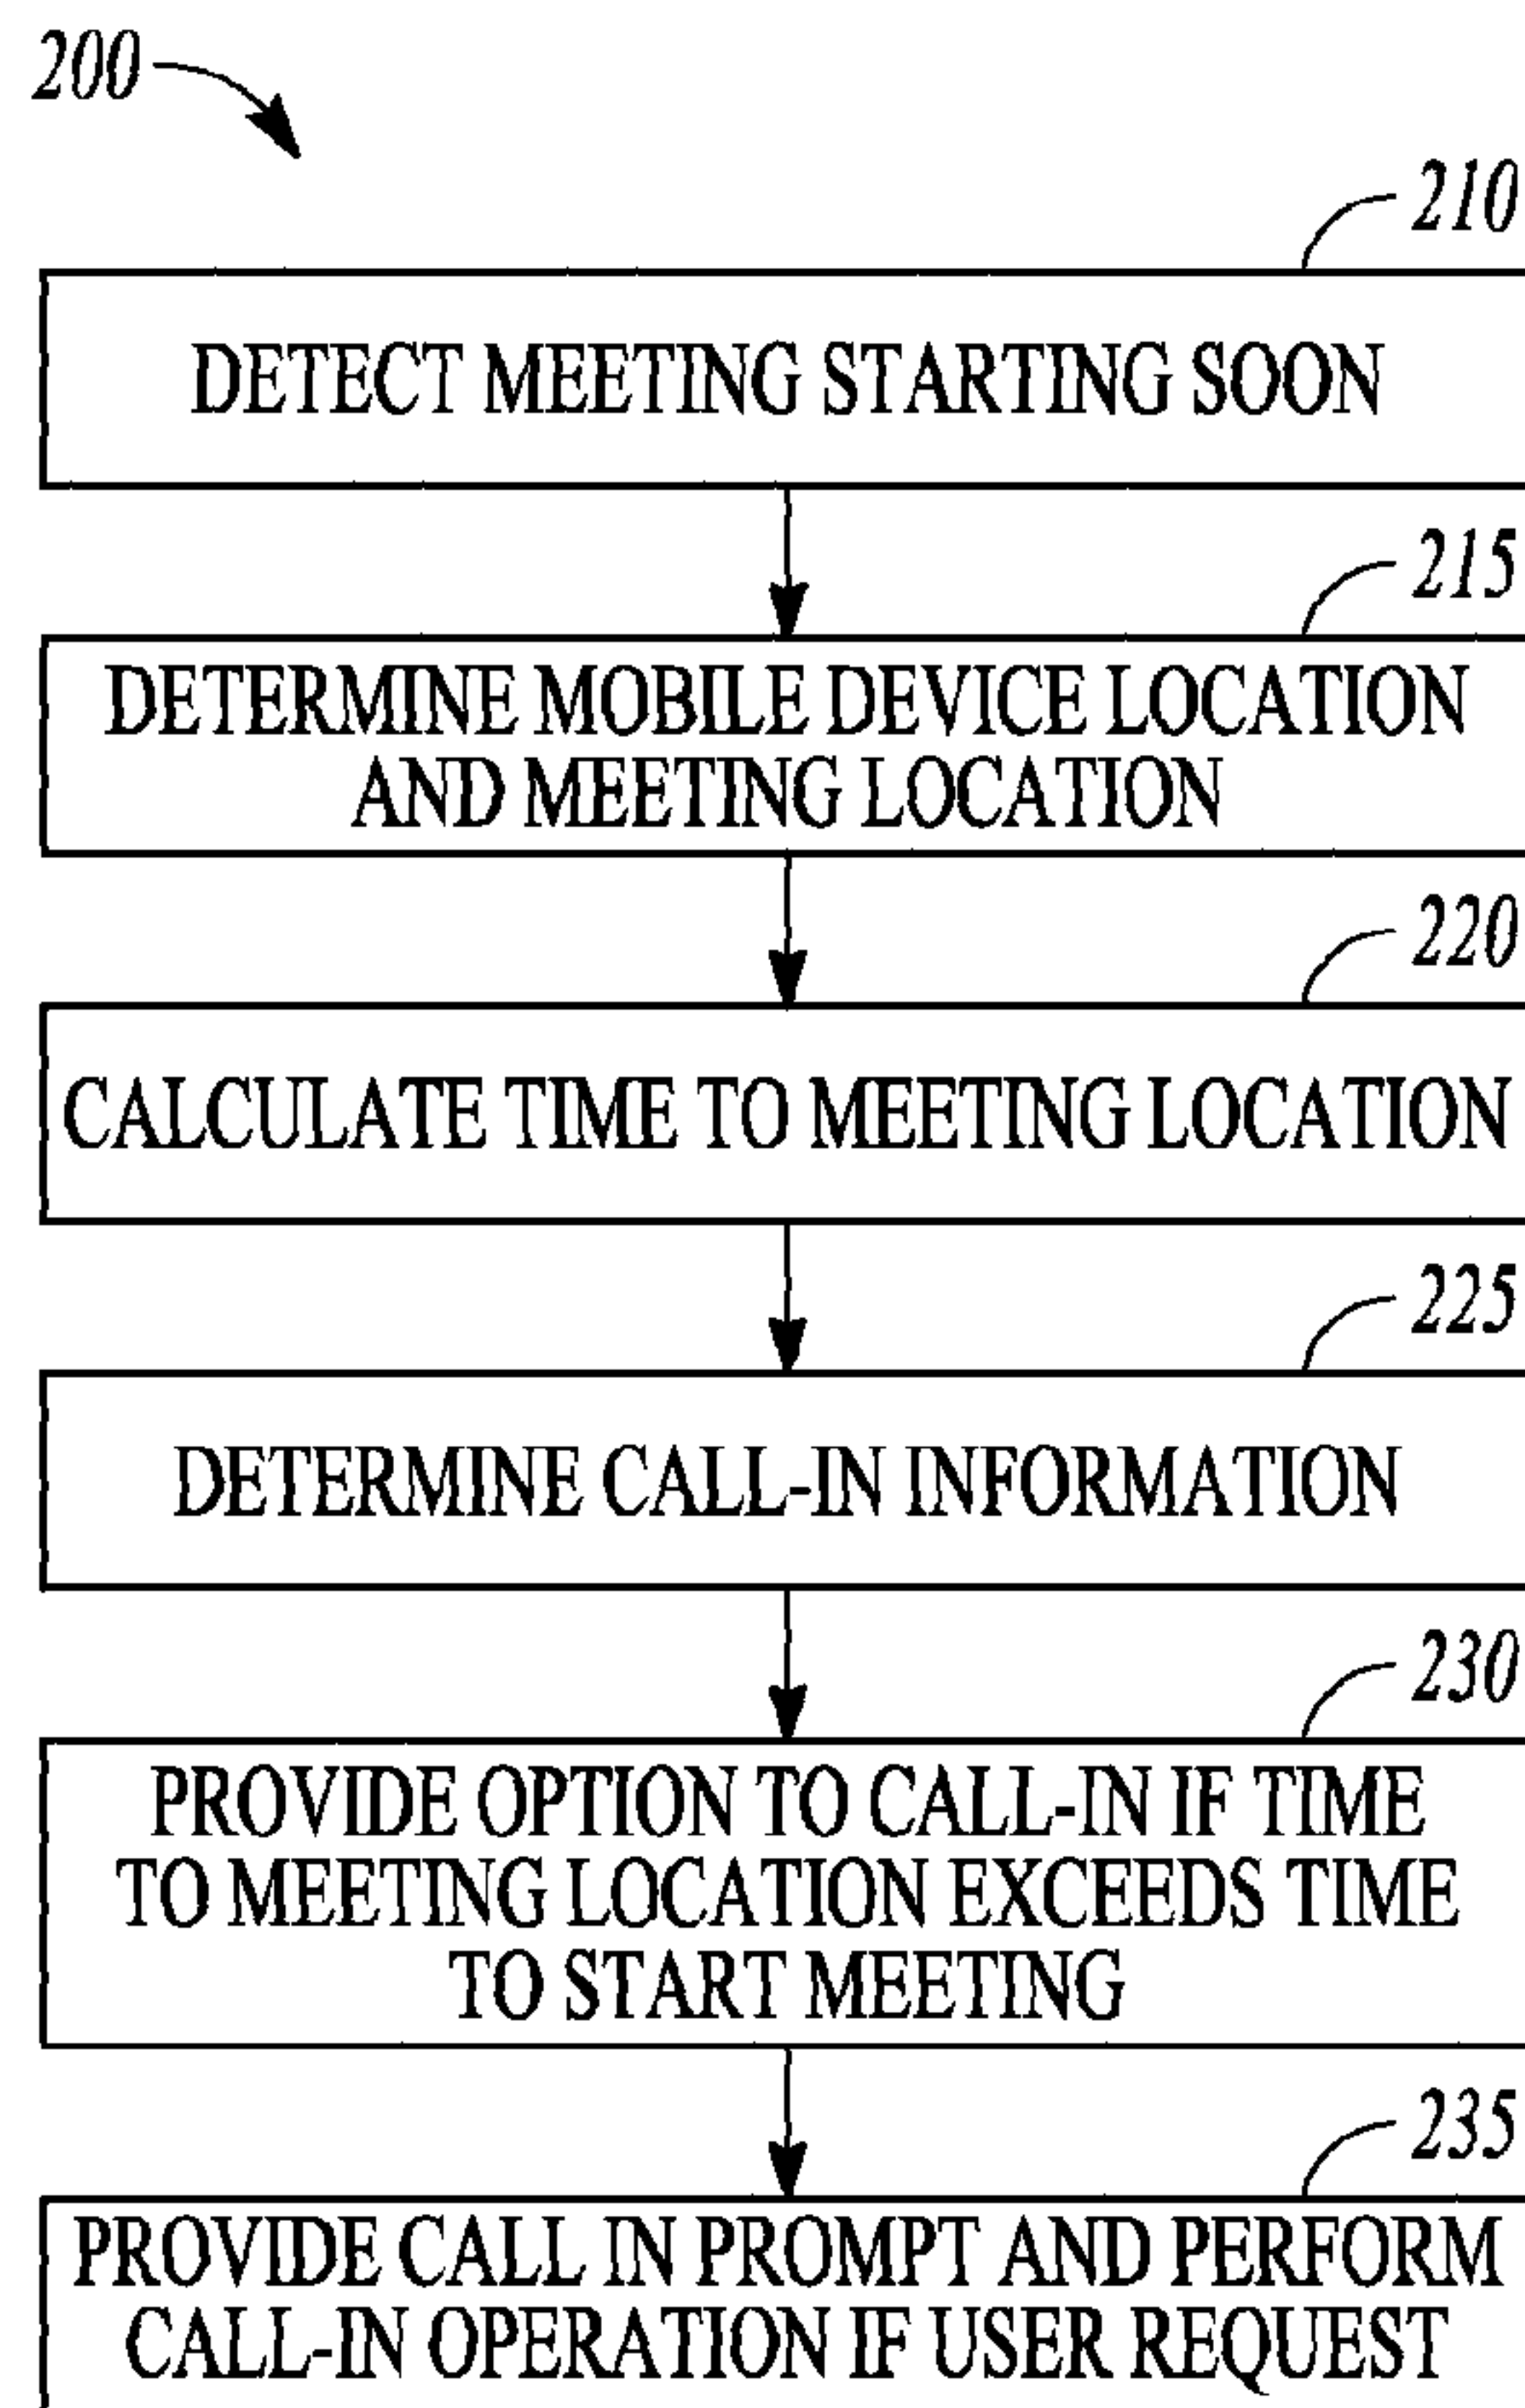 200
210
DETECT MEETING STARTING SOON
215
DETERMINE MOBILE DEVICE LOCATION
AND MEETING LOCATION
220
CALCULATE TIME TO MEETING LOCATION
225
DETERMINE CALL-IN INFORMATION
230
PROVIDE OPTION TO CALL-IN IF TIME
TO MEETING LOCATION EXCEEDS TIME
TO START MEETING
235
PROVIDE CALL IN PROMPT AND PERFORM
CALL-IN OPERATION IF USER REQUEST